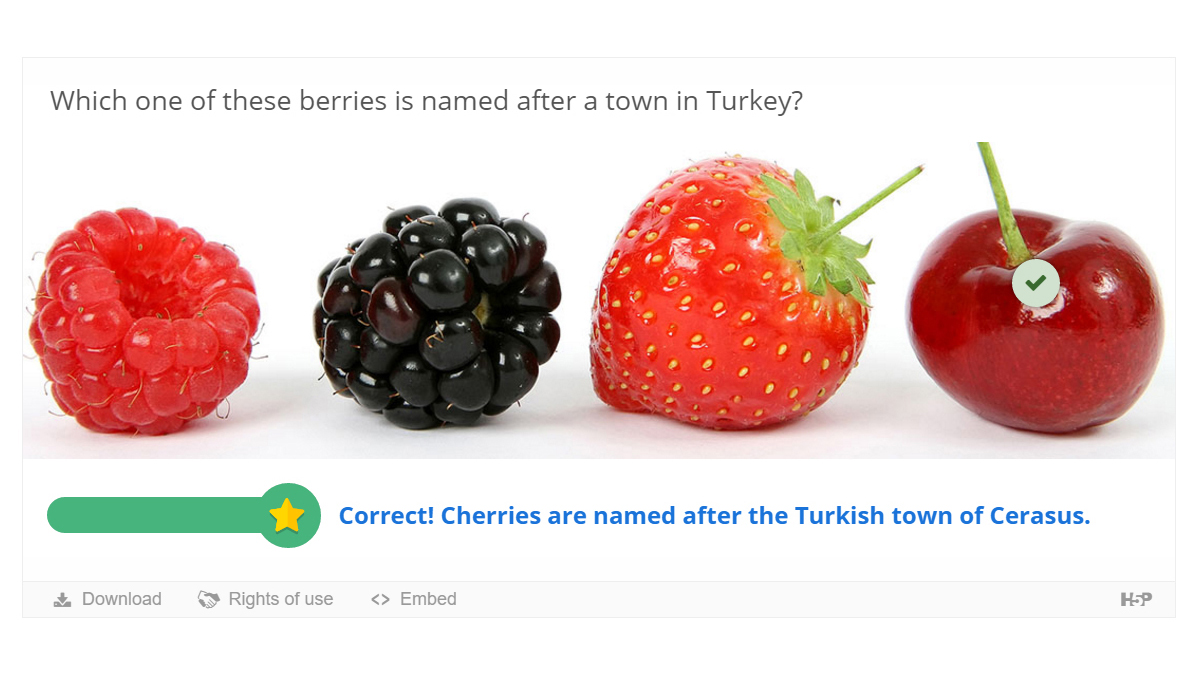 Which one of these berries is named after a town in Turkey?
Correct! Cherries are named after the Turkish town of Cerasus.
Download Rights of use <> Embed H5P